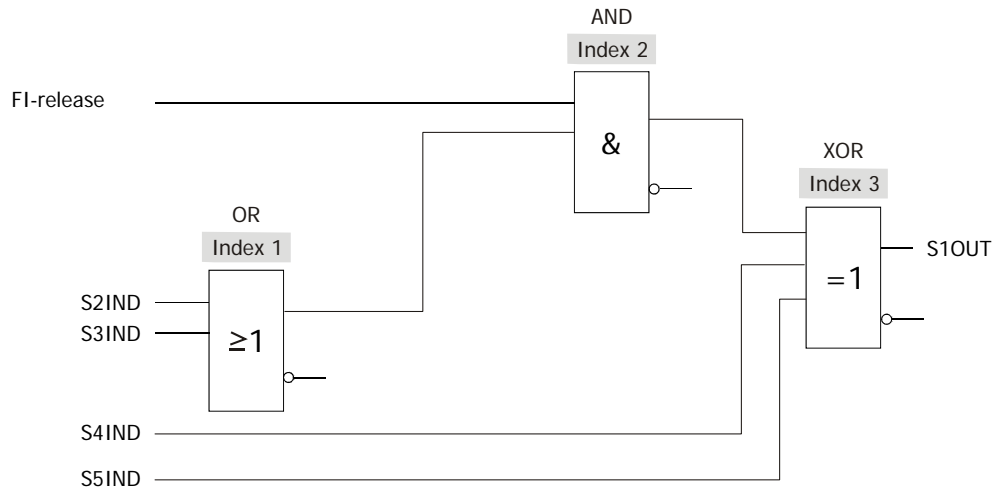 AND
Index 2
FI-release
&
XOR
Index 3
OR
Index 1
S1OUT
=1
S2IND
S3IND
≥1
S4IND
S5IND